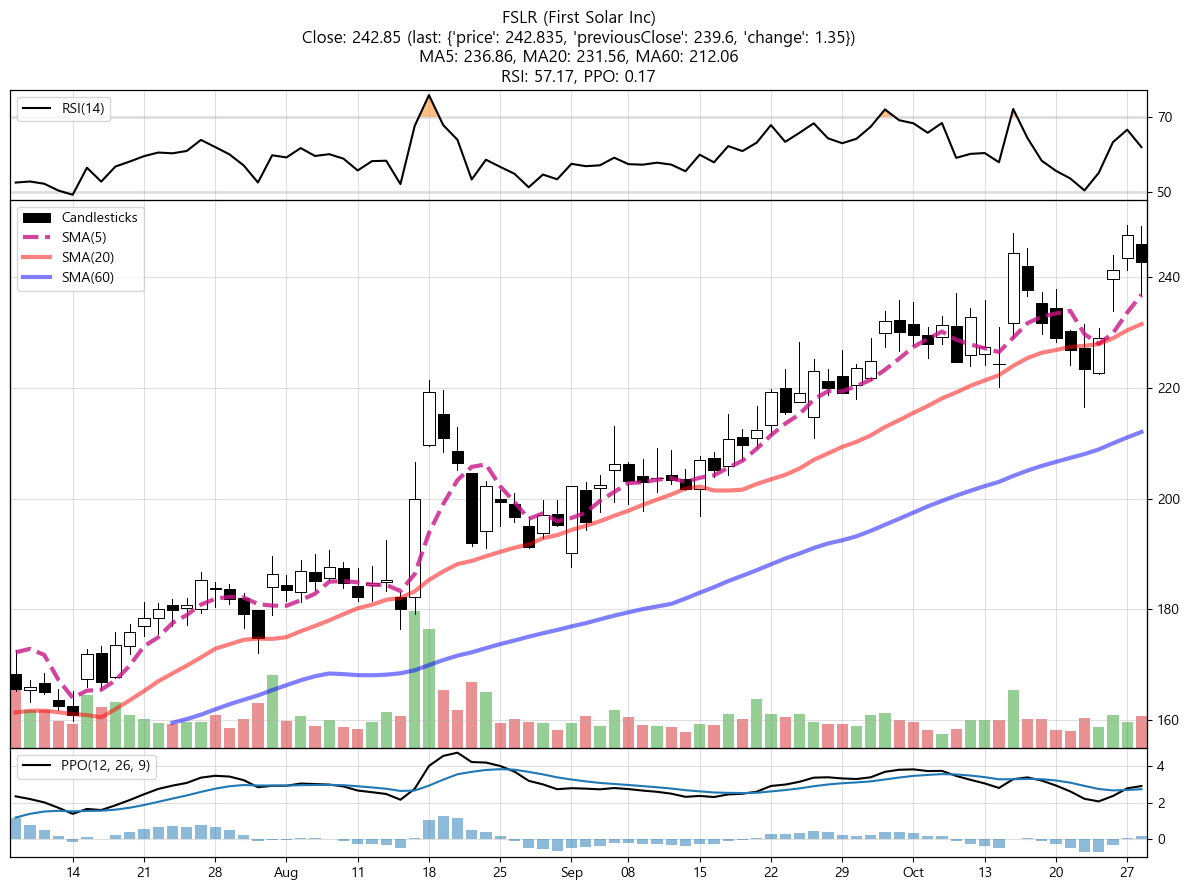 FSLR (First Solar Inc)
Close: 242.85 (last: {'price': 242.835, 'previousClose': 239.6, 'change': 1.35})
MA5: 236.86, MA20: 231.56, MA60: 212.06
RSI: 57.17, PPO: 0.17
RSI(14)
70
50
Candlesticks
SMA(5)
SMA(20)
SMA(60)
240
220
200
180
160
PPO(12, 26, 9)
4
2
0
14 21 28 Aug 11 18 25 Sep 08 15 22 29 Oct 13 20 27